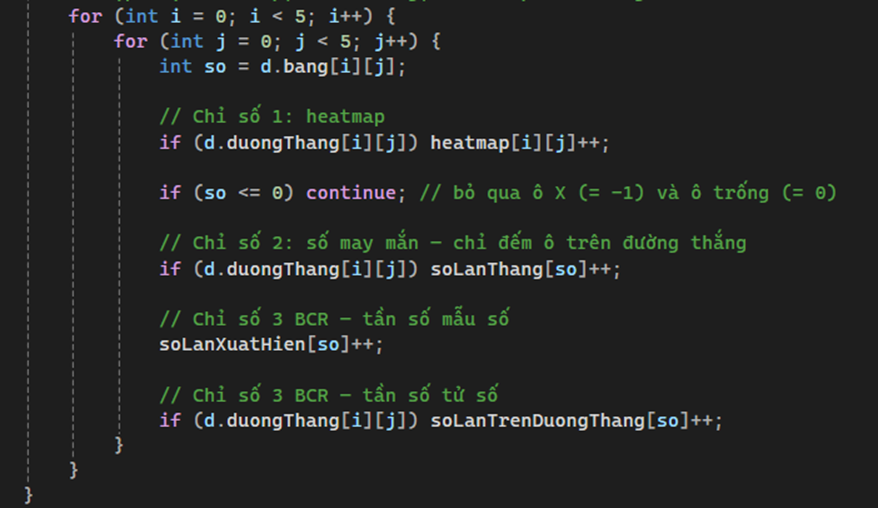 for (int i = 0; i < 5; i++) {
for (int j = 0; j < 5; j++) {
int so = d.bang[i][j];
// Chỉ số 1: heatmap
if (d.duongThang[i][j]) heatmap[i][j]++;
if (so <= 0) continue; // bỏ qua ô X (= -1) và ô trống (= 0)
// Chỉ số 2: số may mắn – chỉ đếm ô trên đường thắng
if (d.duongThang[i][j]) soLanThang[so]++;
// Chỉ số 3 BCR – tần số mẫu số
soLanXuatHien[so]++;
// Chỉ số 3 BCR – tần số tử số
if (d.duongThang[i][j]) soLanTrenDuongThang[so]++;
}
}
}